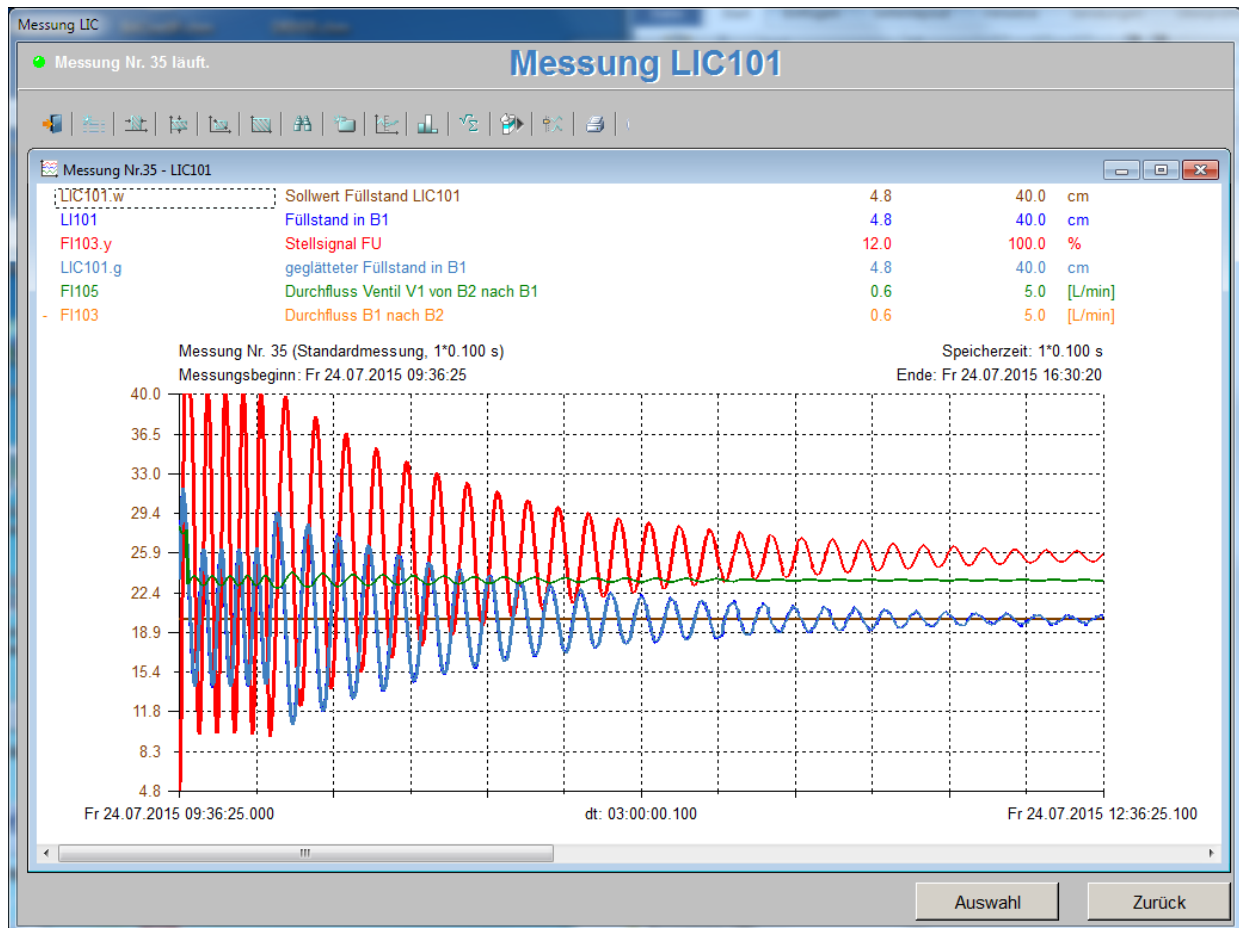 Messung LIC
Messung Nr. 35 läuft.
Messung LIC101
Messung Nr.35 - LIC101
LIC101.w Sollwert Füllstand LIC101 4.8 40.0 cm
LI101 Füllstand in B1 4.8 40.0 cm
FI103.y Stellsignal FU 12.0 100.0 %
LIC101.g geglätteter Füllstand in B1 4.8 40.0 cm
FI105 Durchfluss Ventil V1 von B2 nach B1 0.6 5.0 [L/min]
- FI103 Durchfluss B1 nach B2 0.6 5.0 [L/min]
Messung Nr. 35 (Standardmessung, 1*0.100 s) Speicherzeit: 1*0.100 s
Messungsbeginn: Fr 24.07.2015 09:36:25 Ende: Fr 24.07.2015 16:30:20
40.0
36.5
33.0
29.4
25.9
22.4
18.9
15.4
11.8
8.3
4.8
Fr 24.07.2015 09:36:25.000 dt: 03:00:00.100 Fr 24.07.2015 12:36:25.100
Auswahl Zurück